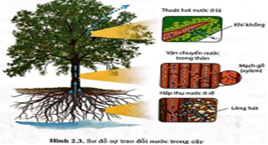 Thoát hơi nước ở lá
Khí khổng
Vận chuyển nước
trong thân
Mạch gỗ
(xylem)
Hấp thụ nước ở rễ
Lông hút
Hình 2.3. Sơ đồ sự trao đổi nước trong cây